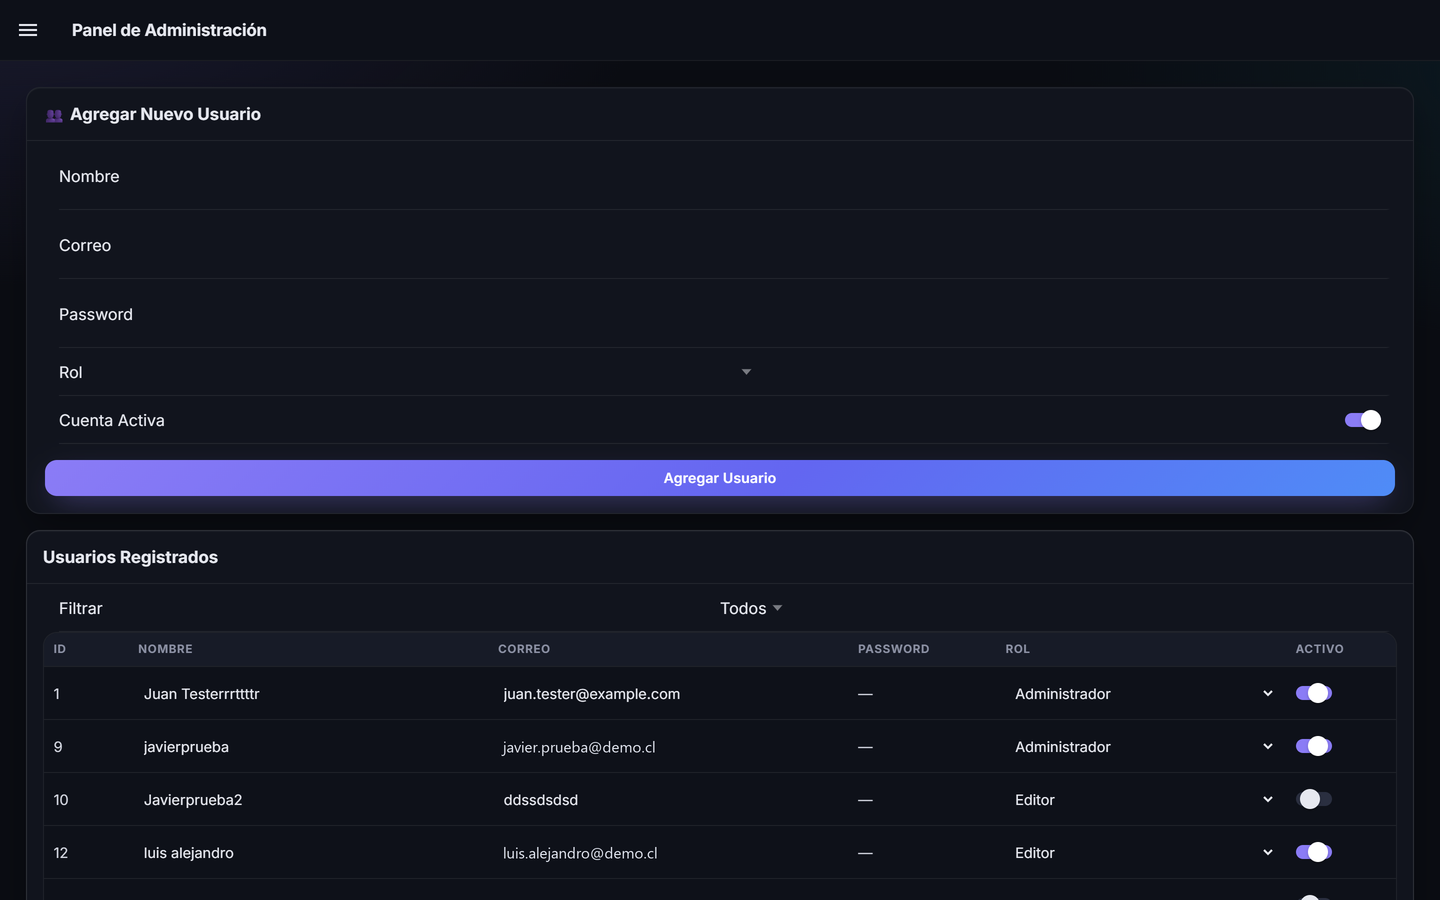 Panel de Administración
Agregar Nuevo Usuario
Nombre
Correo
Password
Rol
Cuenta Activa
Agregar Usuario
Usuarios Registrados
Filtrar Todos
ID NOMBRE CORREO PASSWORD ROL ACTIVO
1 Juan Testerrrttttr juan.tester@example.com — Administrador
9 javierprueba javier.prueba@demo.cl — Administrador
10 Javierprueba2 ddssdsdsd — Editor
12 luis alejandro luis.alejandro@demo.cl — Editor